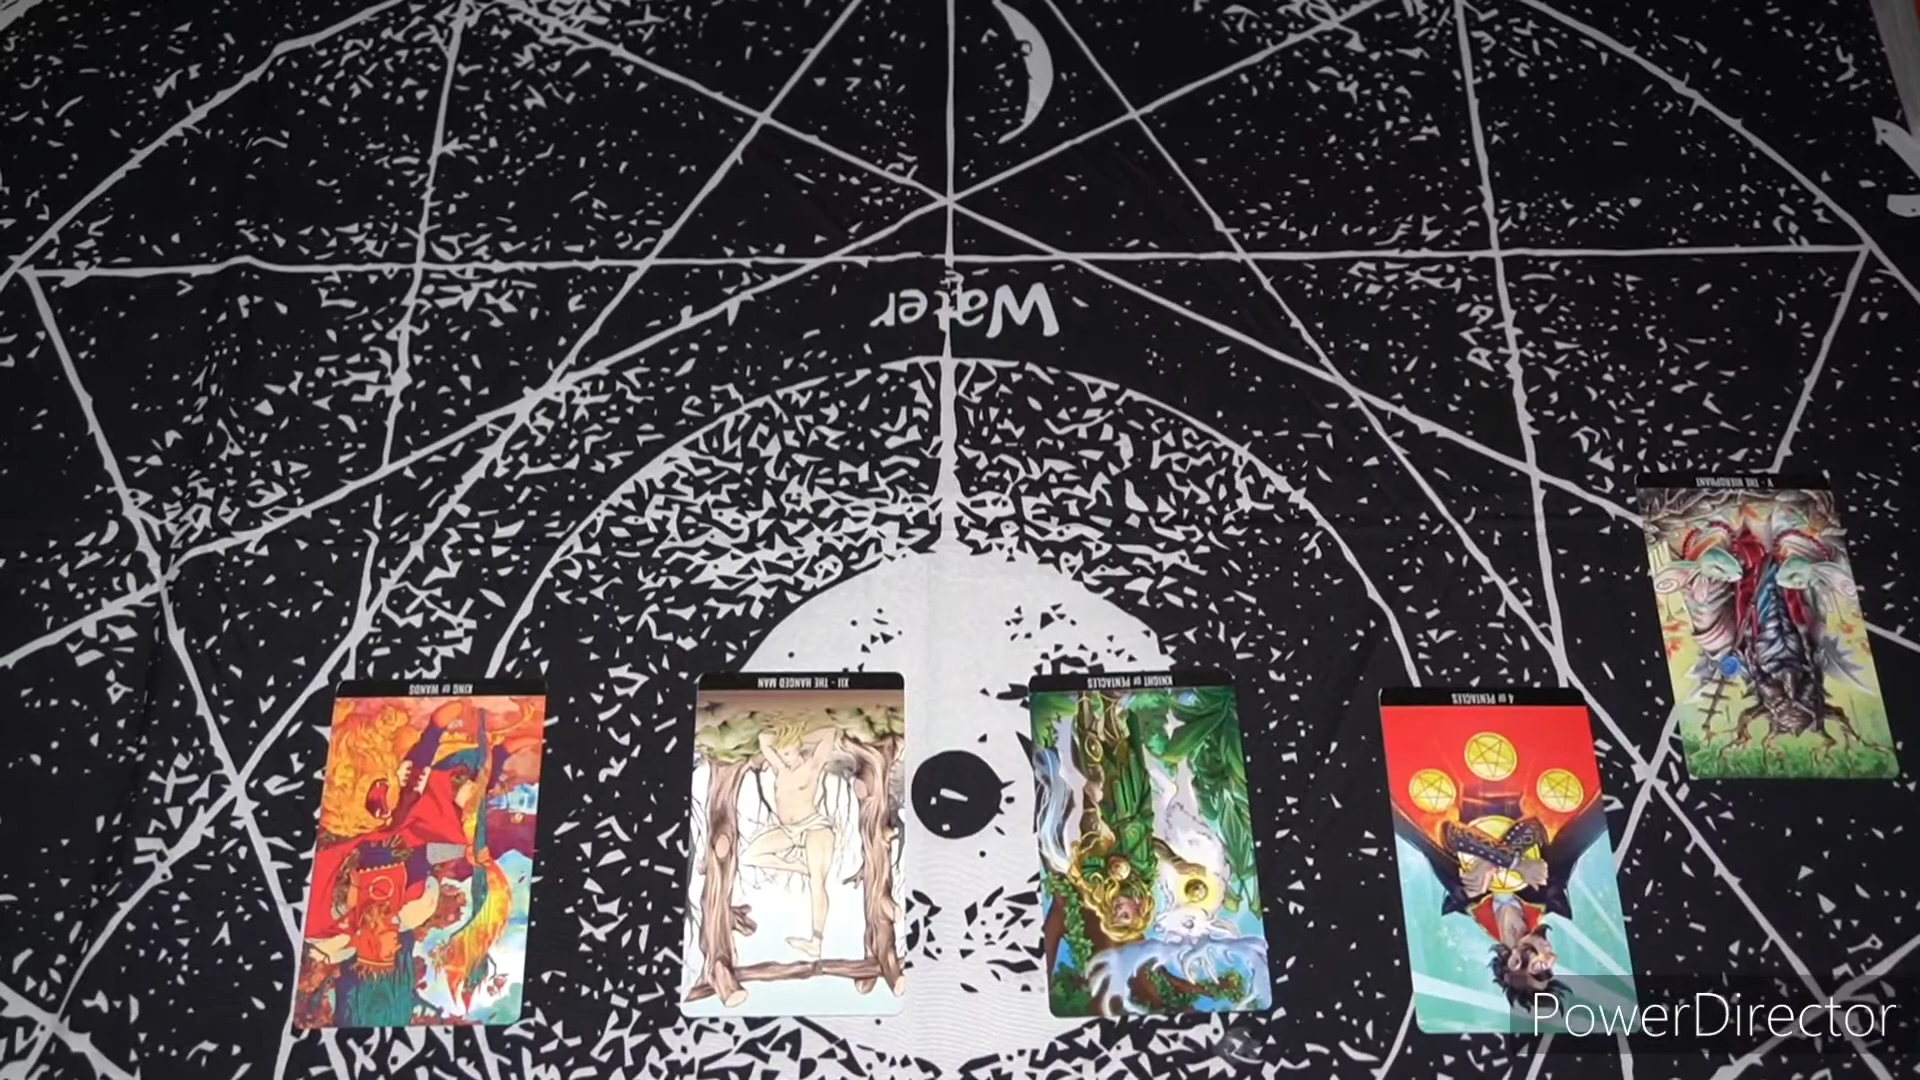 Water
V - THE HIEROPHANT
KING OF WANDS
XII - THE HANGED MAN
KNIGHT OF PENTACLES
4 OF PENTACLES
PowerDirector